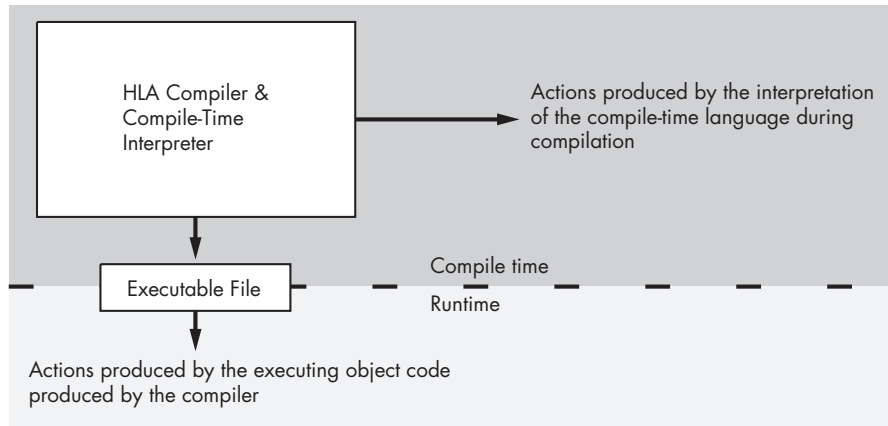 HLA Compiler &
Compile-Time
Interpreter
Actions produced by the interpretation
of the compile-time language during
compilation
Compile time
Executable File
Runtime
Actions produced by the executing object code
produced by the compiler